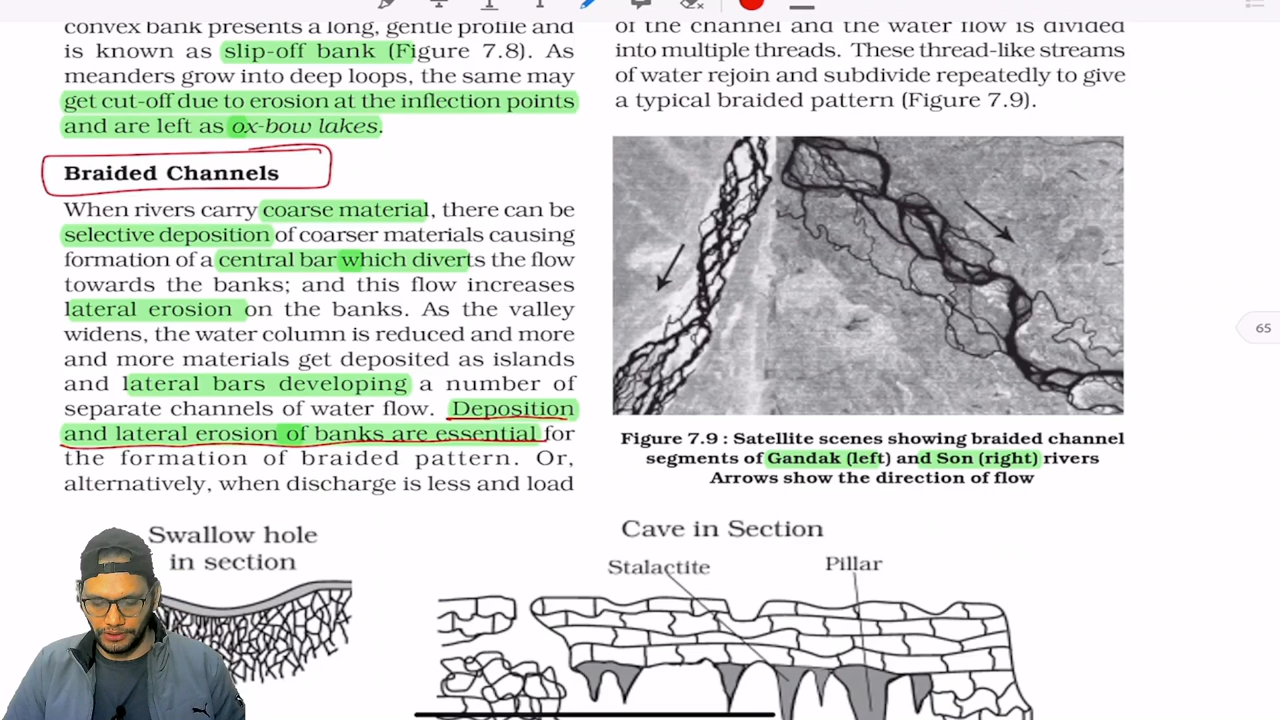 convex bank presents a long, gentle profile and
is known as slip-off bank (Figure 7.8). As
meanders grow into deep loops, the same may
get cut-off due to erosion at the inflection points
and are left as ox-bow lakes.
Braided Channels
When rivers carry coarse material, there can be
selective deposition of coarser materials causing
formation of a central bar which diverts the flow
towards the banks; and this flow increases
lateral erosion on the banks. As the valley
widens, the water column is reduced and more
and more materials get deposited as islands
and lateral bars developing a number of
separate channels of water flow. Deposition
and lateral erosion of banks are essential for
the formation of braided pattern. Or,
alternatively, when discharge is less and load
of the channel and the water flow is divided
into multiple threads. These thread-like streams
of water rejoin and subdivide repeatedly to give
a typical braided pattern (Figure 7.9).
Figure 7.9 : Satellite scenes showing braided channel
segments of Gandak (left) and Son (right) rivers
Arrows show the direction of flow
65
Swallow hole
in section
Cave in Section
Stalactite
Pillar